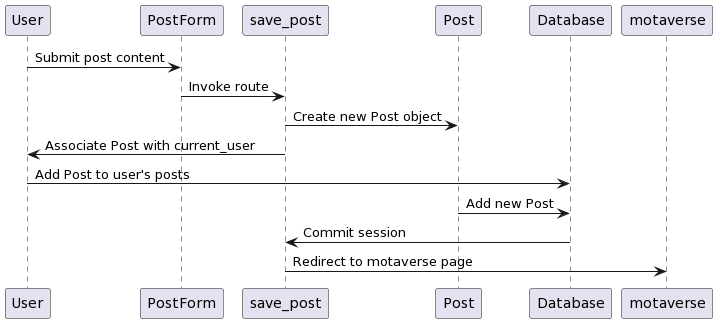 User PostForm save_post Post Database motaverse
Submit post content
Invoke route
Create new Post object
Associate Post with current_user
Add Post to user's posts
Add new Post
Commit session
Redirect to motaverse page
User PostForm save_post Post Database motaverse